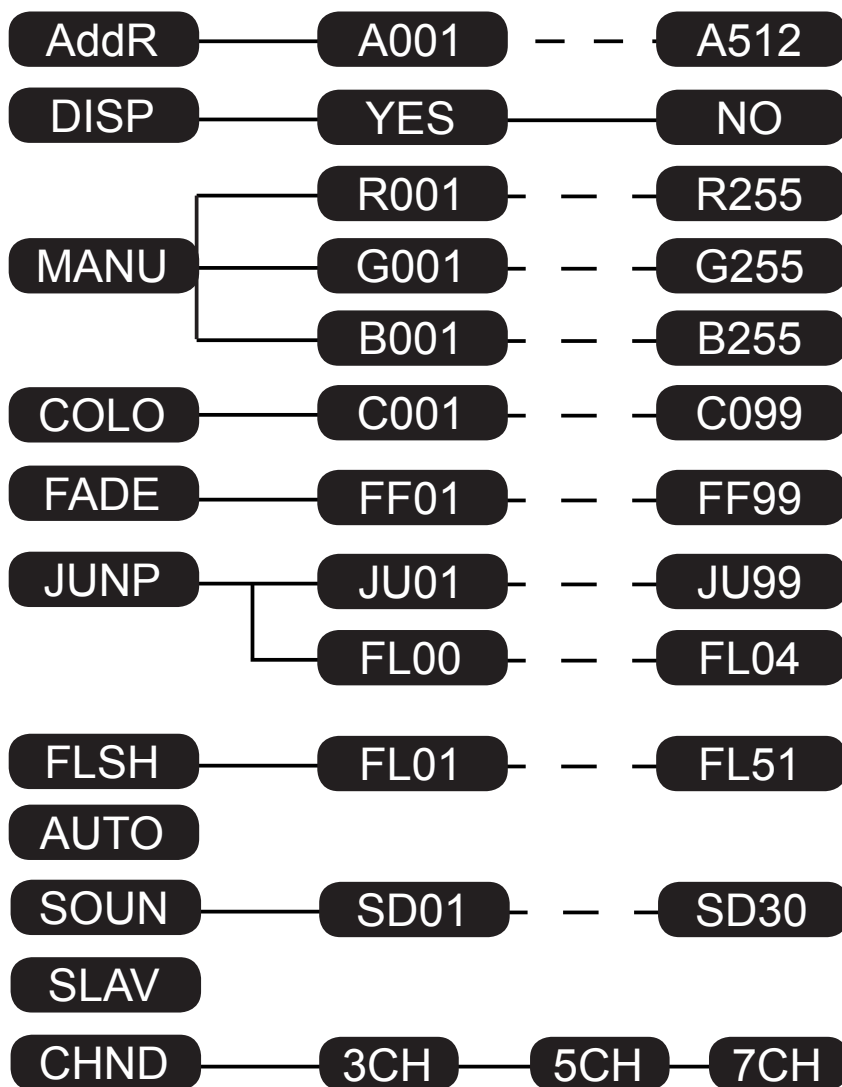 AddR A001 A512
DISP YES NO
R001 R255
MANU G001 G255
B001 B255
COLO C001 C099
FADE FF01 FF99
JUNP JU01 JU99
FL00 FL04
FLSH FL01 FL51
AUTO
SOUN SD01 SD30
SLAV
CHND 3CH 5CH 7CH